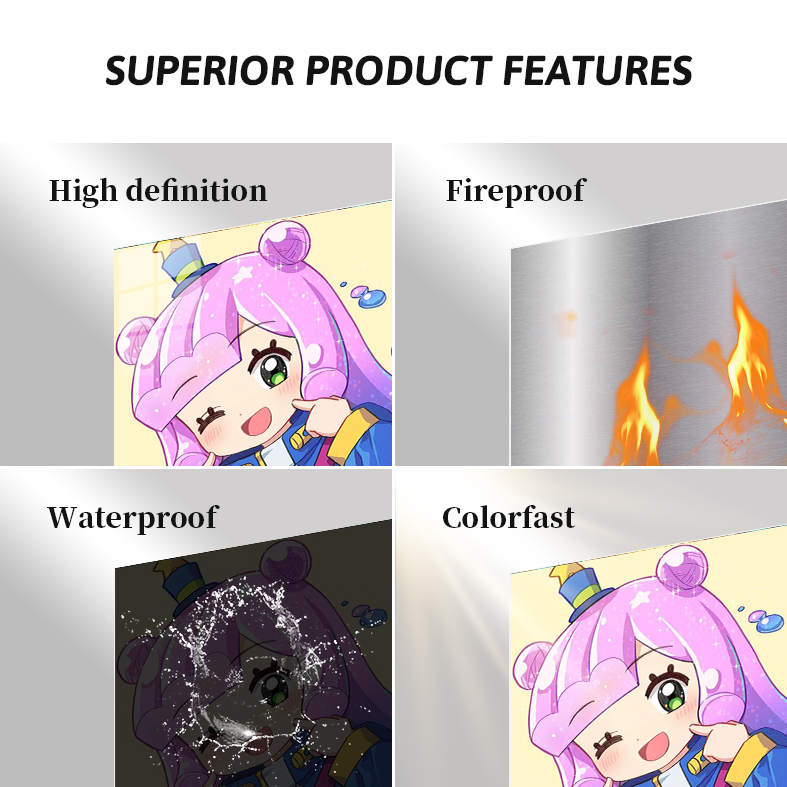 SUPERIOR PRODUCT FEATURES
High definition
Fireproof
Waterproof
Colorfast